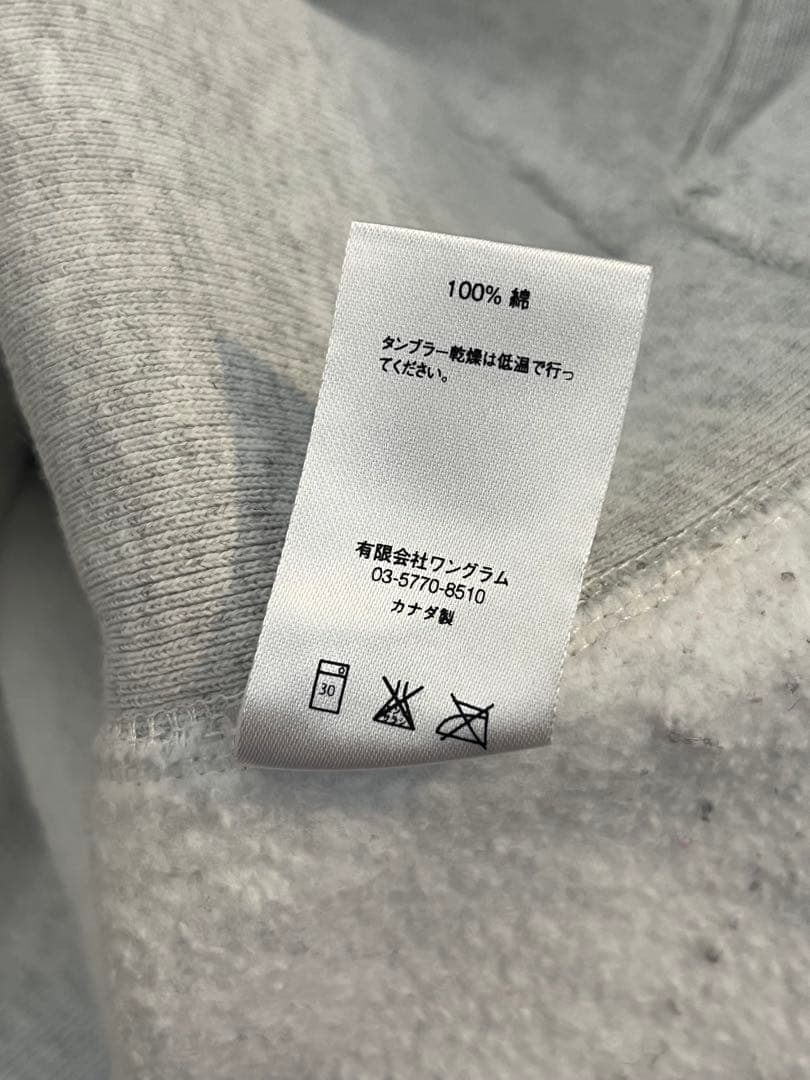 100% 綿
タンブラー乾燥は低温で行っ
てください。
有限会社ワングラム
03-5770-8510
カナダ製
30